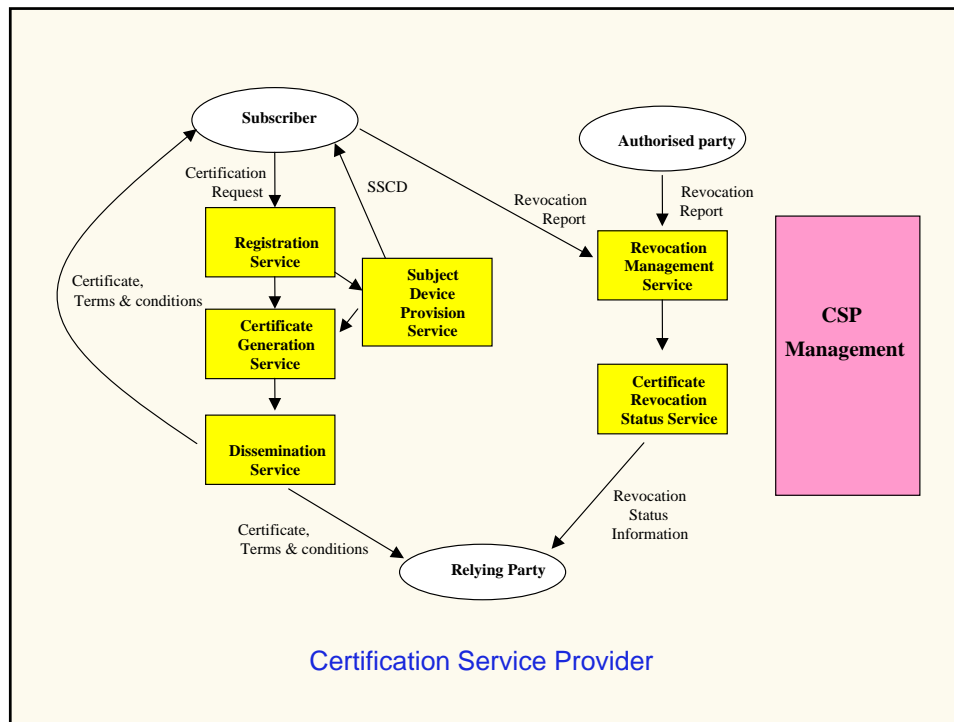 Subscriber
Authorised party
Certification
Request
SSCD
Revocation
Report
Revocation
Report
Registration
Service
Subject
Device
Provision
Service
Revocation
Management
Service
Certificate,
Terms & conditions
Certificate
Generation
Service
CSP
Management
Certificate
Revocation
Status Service
Dissemination
Service
Certificate,
Terms & conditions
Revocation
Status
Information
Relying Party
Certification Service Provider